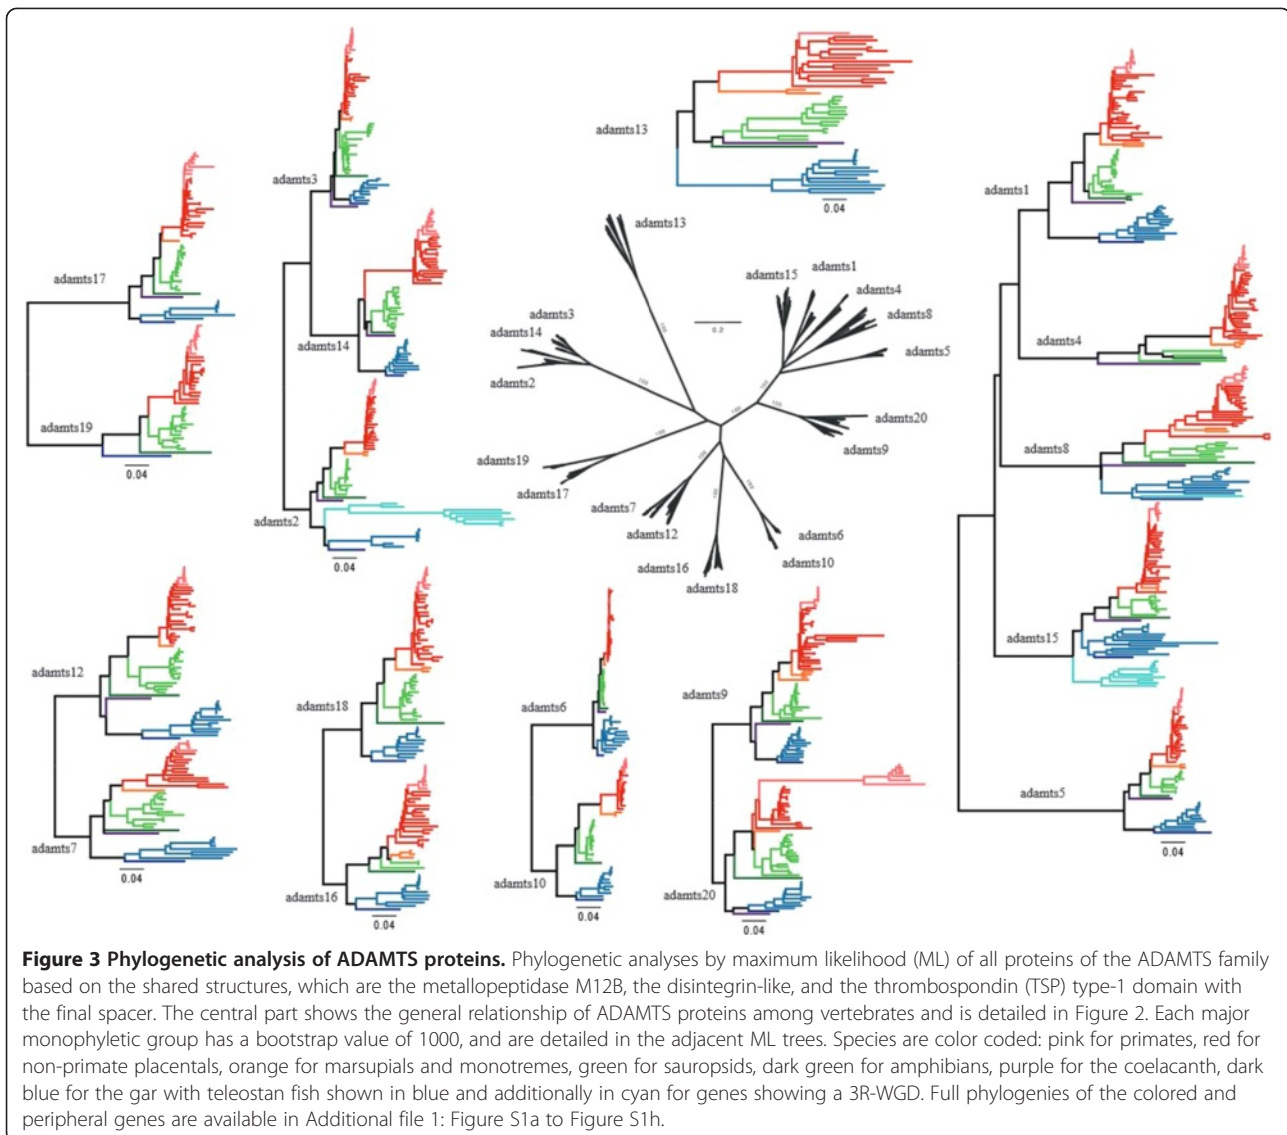 adamts13
0.04
adamts3
adamts1
adamts17
adamts13
adamts15
adamts1
adamts4
adamts8
adamts5
0.2
adamts3
adamts14
adamts2
adamts14
adamts4
adamts20
adamts9
adamts19
0.04
adamts19
adamts17
adamts8
adamts7
adamts12
adamts6
adamts10
adamts16
adamts18
adamts2
0.04
adamts15
adamts12
adamts18
adamts6
adamts9
adamts5
0.04
adamts7
0.04
adamts16
0.04
adamts10
0.04
adamts20
0.04
Figure 3 Phylogenetic analysis of ADAMTS proteins. Phylogenetic analyses by maximum likelihood (ML) of all proteins of the ADAMTS family
based on the shared structures, which are the metallopeptidase M12B, the disintegrin-like, and the thrombospondin (TSP) type-1 domain with
the final spacer. The central part shows the general relationship of ADAMTS proteins among vertebrates and is detailed in Figure 2. Each major
monophyletic group has a bootstrap value of 1000, and are detailed in the adjacent ML trees. Species are color coded: pink for primates, red for
non-primate placentals, orange for marsupials and monotremes, green for sauropsids, dark green for amphibians, purple for the coelacanth, dark
blue for the gar with teleostan fish shown in blue and additionally in cyan for genes showing a 3R-WGD. Full phylogenies of the colored and
peripheral genes are available in Additional file 1: Figure S1a to Figure S1h.